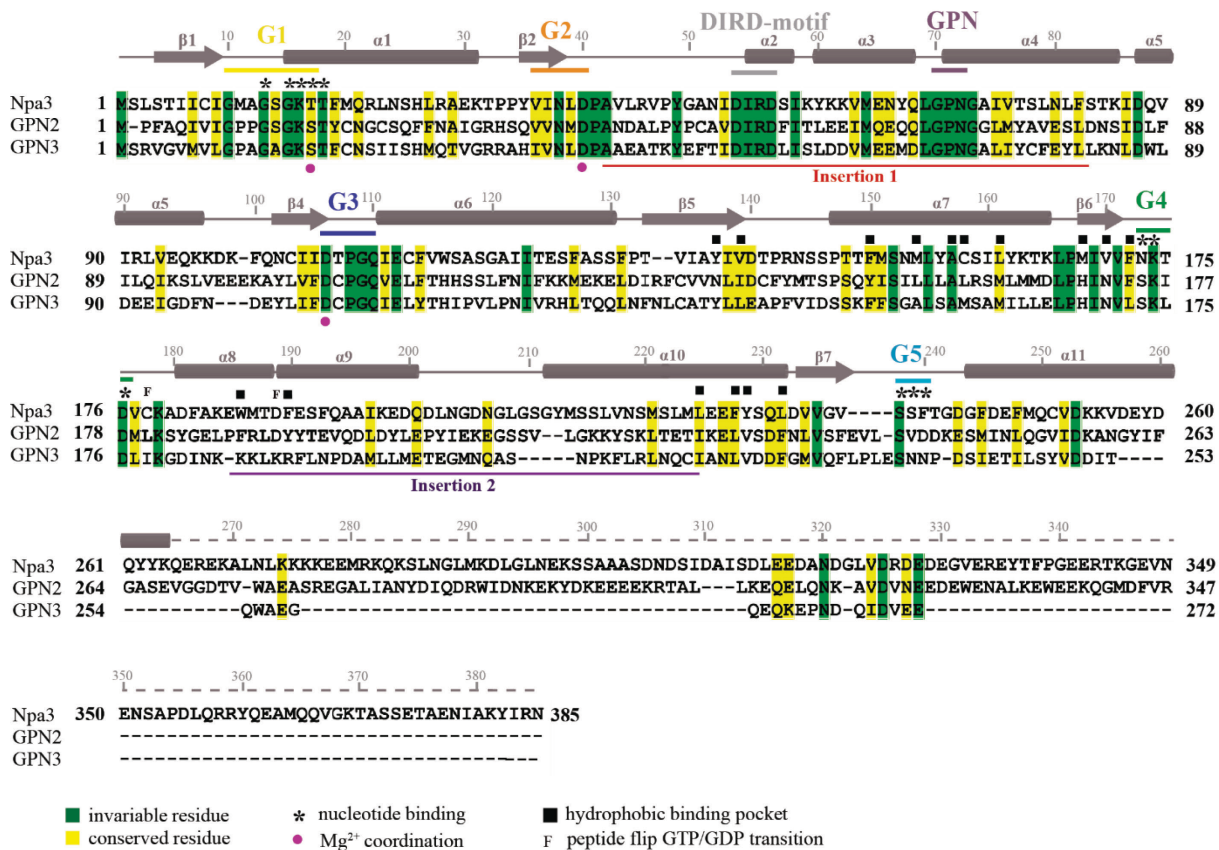 G1 G2 DIRD-motif GPN
β1 10 α1 20 30 β2 40 50 α2 60 α3 70 α4 80 α5
* * * * *
Npa3 1 MSLSTIICIGMAGSGKTTFMQRLNSHLRAEKTPPYVINLDPAVLRVPYGANIDIRDSIKYKKVMENYQLGPNGAIVTSLNLFSTKIDQV 89
GPN2 1 M-PFAQIVIGPPGSGKSTYCNGCSQFFNAIGRHSQVVNMDPANDALPYPCAVDIRDFITLEEIMQEQQLGPNGGLMYAVESLDNSIDLF 88
GPN3 1 MSRVGVMVLGPAGAGKSTFCNSIISHMQTVGRRAHIVNLDPAAEATKYEFTIDIRDLISLDDVMEEMDLGPNGALIYCFEYLLKNLDWL 89
Insertion 1
G3 G4
90 α5 100 β4 110 α6 120 130 β5 140 150 α7 160 β6 170
* *
Npa3 90 IRLVEQKKDK-FQNCIIDTPGQIECFVWSASGAIITESFASSFPT--VIAYIVDTPRNSSPTTFMSNMLYACSILYKTKLPMIVVFNKT 175
GPN2 89 ILQIKSLVEEEKAYLVFDCPGQVELFTHHSSLFNIFKKMEKELDIRFCVVNLIDCFYMTSPSQYISILLLALRSMLMMDLPHINVFSKI 177
GPN3 90 DEEIGDFN---DEYLIFDCPGQIELYTHIPVLPNIVRHLTQQLNFNLCATYLLEAPFVIDSSKFFSGALSAMSAMILLELPHINVLSKL 175
G5
180 α8 190 α9 200 210 220 α10 230 β7 240 250 α11 260
* F F * * *
Npa3 176 DVCKADFAKEWMTDFESFQAAIKEDQDLNGDNGLGSGYMSSLVNSMSLMLEEFYSQLDVVGV----SSFTGDGFDEFMQCVDKKVDEYD 260
GPN2 178 DMLKSYGELPFRLDYYTEVQDLDYLEPYIEKEGSSV--LGKKYSKLTETIKELVSDFNLVSFEVL-SVDDKESMINLQGVIDKANGYIF 263
GPN3 176 DLIKGDINK-KKLKRFLNPDAMLLMETEGMNQAS----NPKFLRLNQCIANLVDDFGMVQFLPLESNNP-DSIETILSYVDDIT---- 253
Insertion 2
270 280 290 300 310 320 330 340
Npa3 261 QYYKQEREKALNLKKKKEEMRKQKSLNGLMKDLGLNEKSSAAASDNDSIDAISDLEEDANDGLVDRDEDEGVEREYTFPGEERTKGEVN 349
GPN2 264 GASEVGGDTV-WAEASREGALIANYDIQDRWIDNKEKYDKEEEEKRTAL--LKEQELQNK-AVDVNEEDEWENALKEWEEKQGMDFVR 347
GPN3 254 ----------QWAEG--------------------------------------QEQKEPND-QIDVEE--------------------- 272
350 360 370 380
Npa3 350 ENSAPDLQRRYQEAMQQVGKTASSETAENIAKYIRN 385
GPN2 ------------------------------------
GPN3 ------------------------------------
invariable residue * nucleotide binding hydrophobic binding pocket
conserved residue Mg2+ coordination F peptide flip GTP/GDP transition